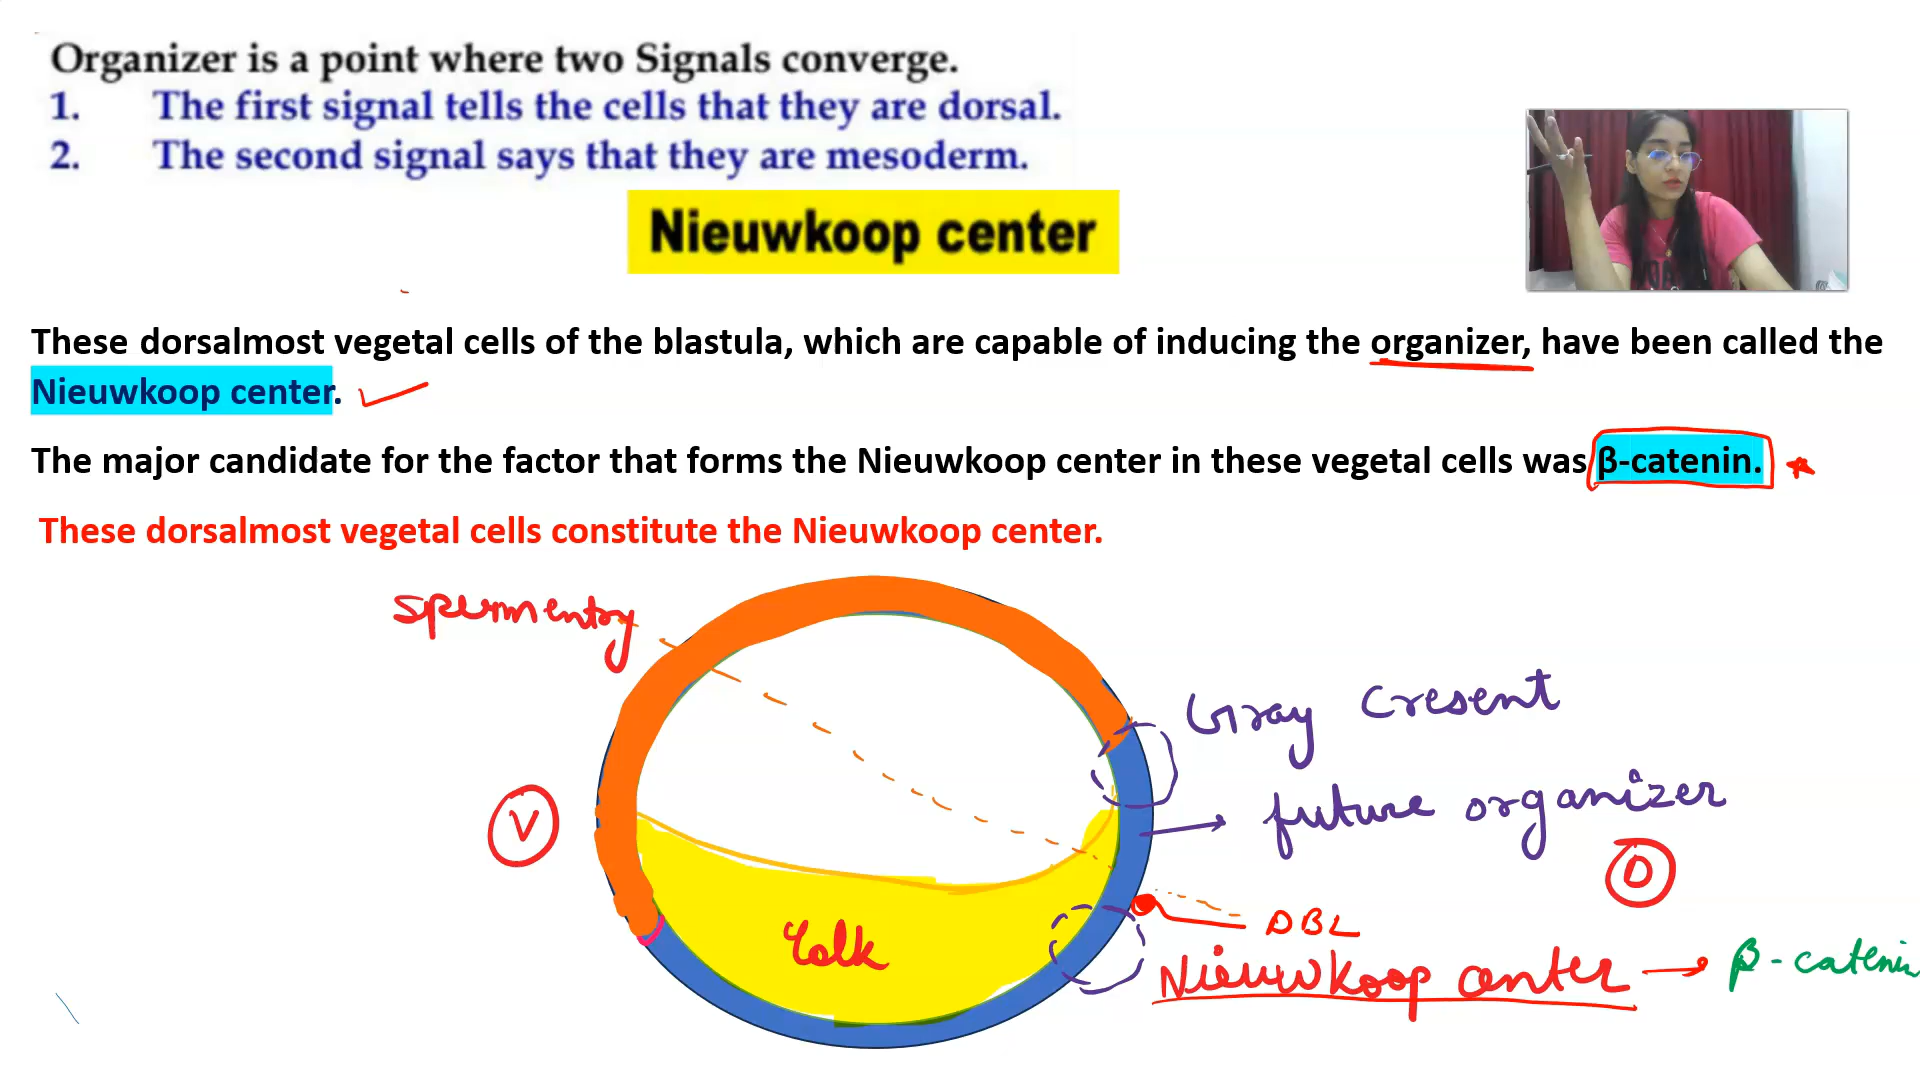 Organizer is a point where two Signals converge.
1. The first signal tells the cells that they are dorsal.
2. The second signal says that they are mesoderm.
Nieuwkoop center
These dorsalmost vegetal cells of the blastula, which are capable of inducing the organizer, have been called the
Nieuwkoop center.
The major candidate for the factor that forms the Nieuwkoop center in these vegetal cells was β-catenin.
These dorsalmost vegetal cells constitute the Nieuwkoop center.
Spermentry
Gray Cresent
future organizer
V
D
DBL
Yolk
Nieuwkoop center → β-catenin